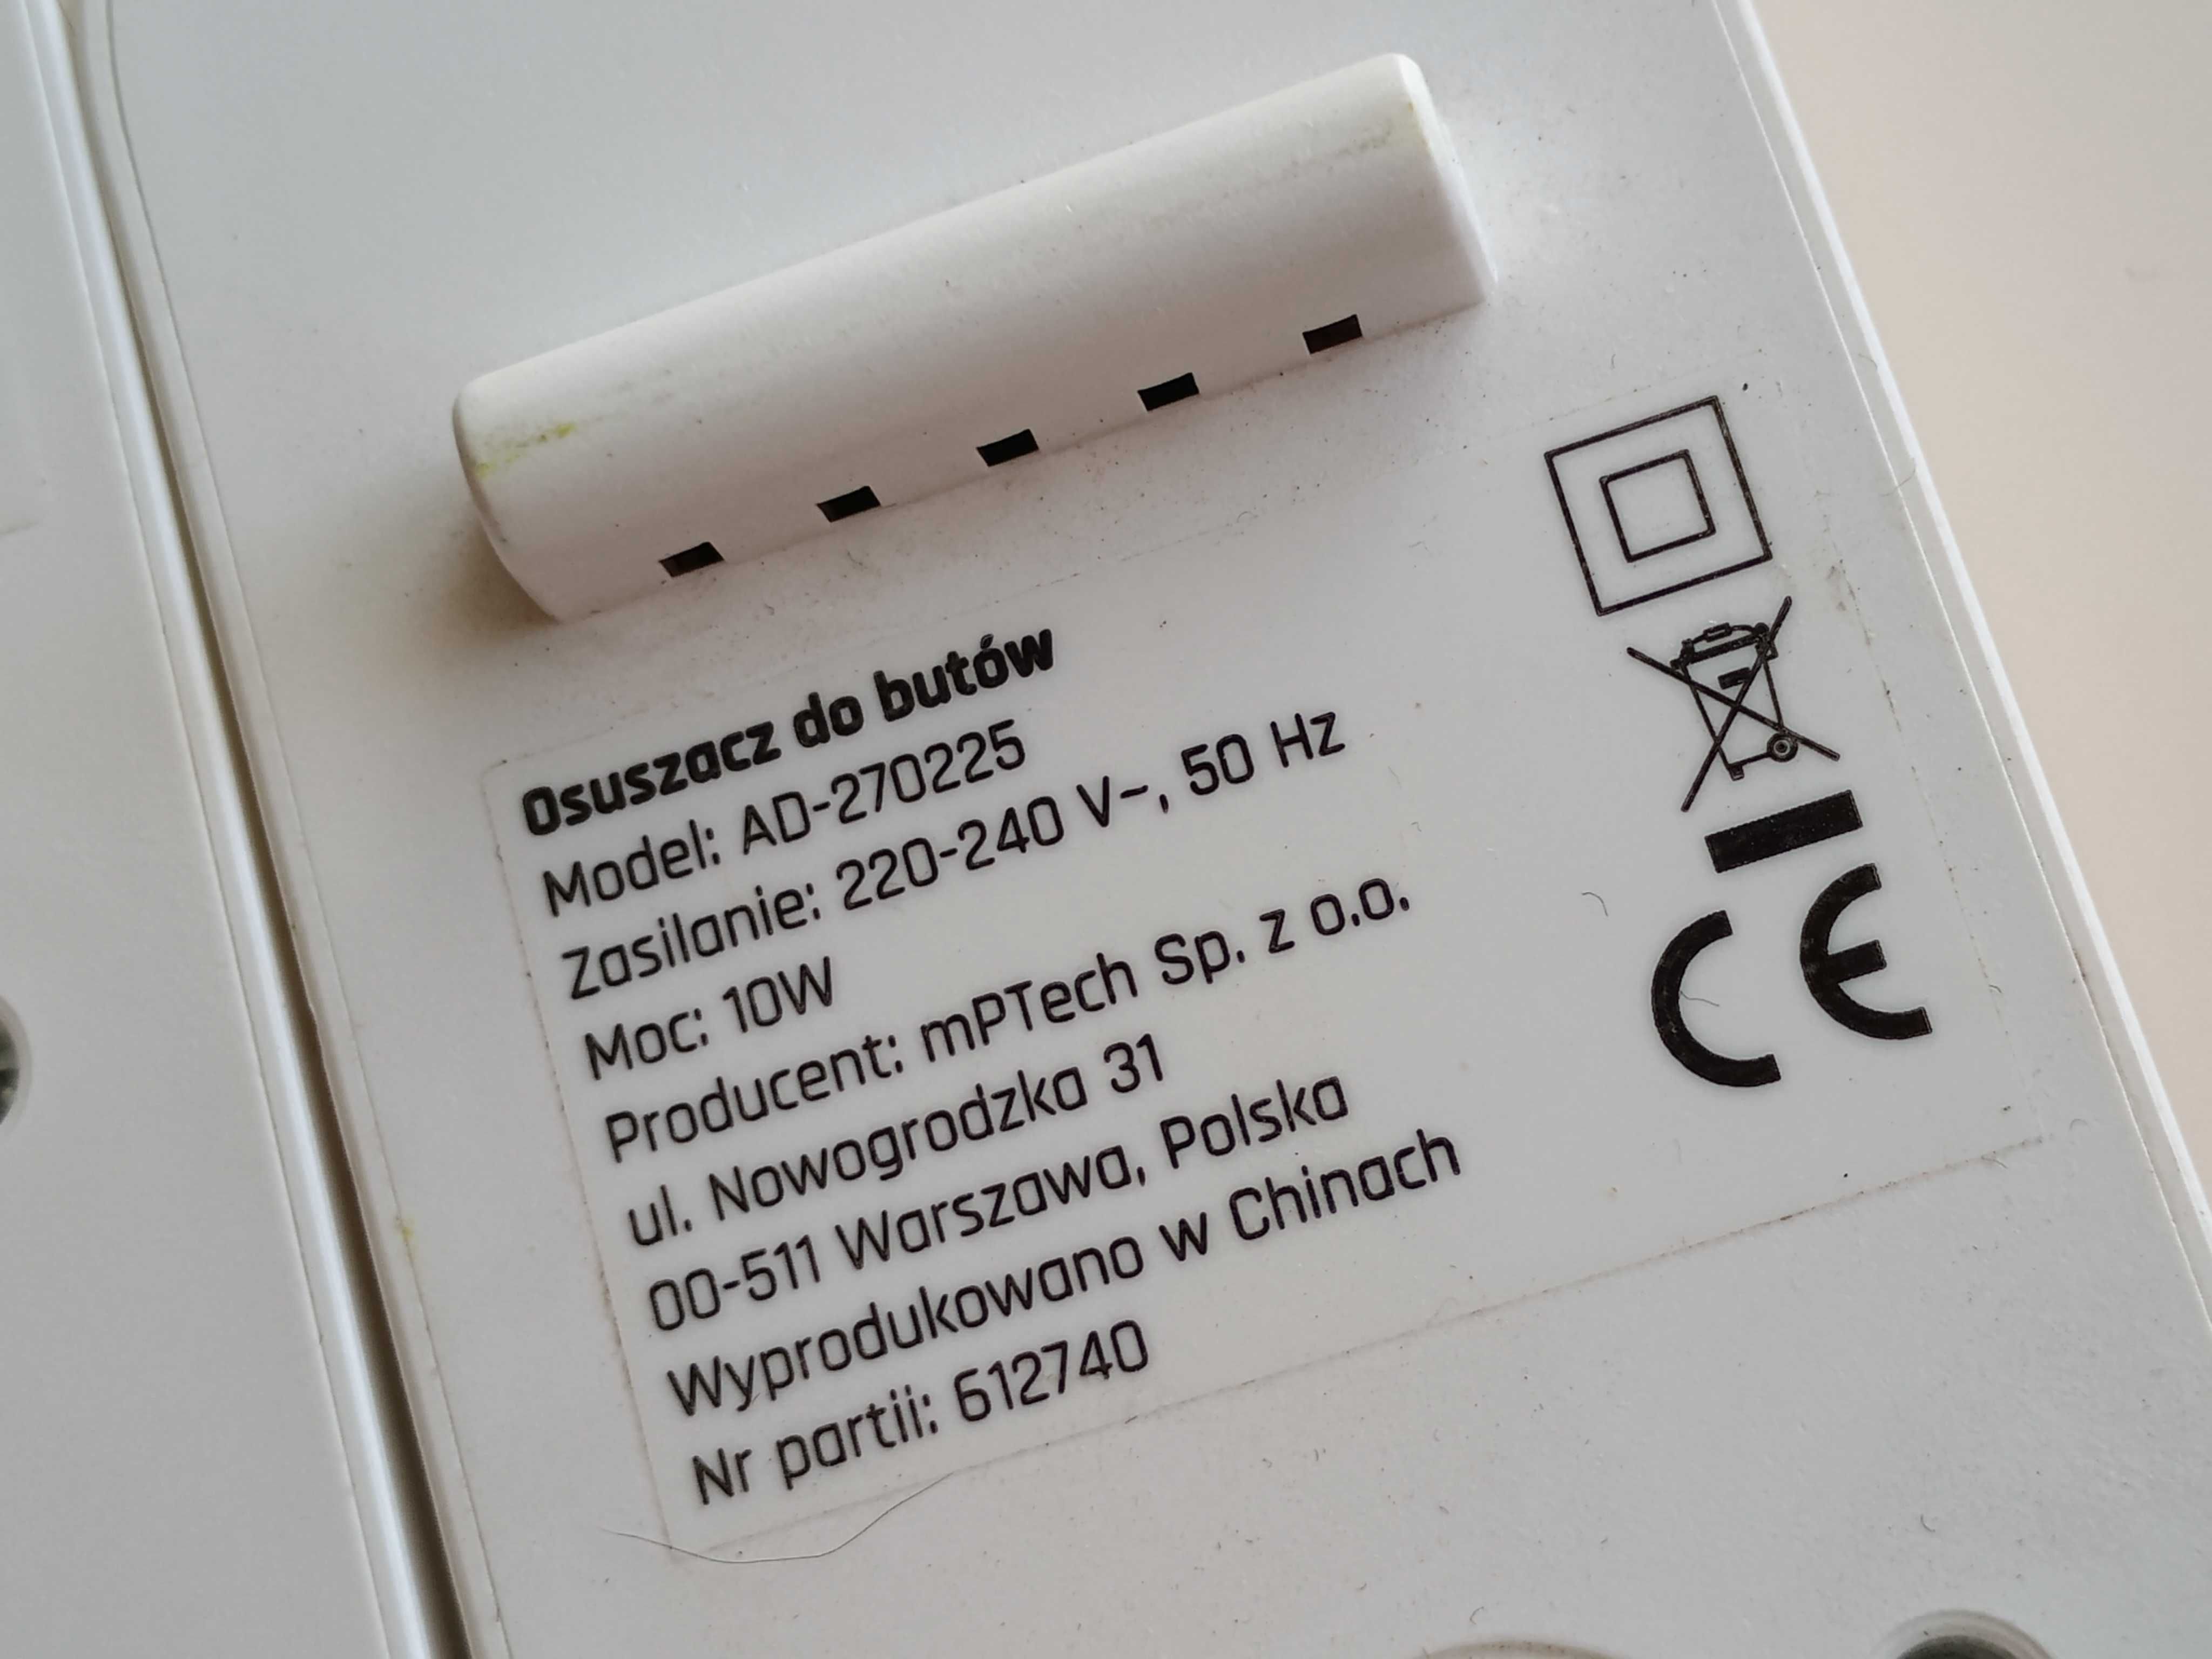 Osuszacz do butów
Model: AD-270225
Zasilanie: 220-240 V~, 50 Hz
Moc: 10W
Producent: mPTech Sp. z o.o.
ul. Nowogrodzka 31
00-511 Warszawa, Polska
Wyprodukowano w Chinach
Nr partii: 612740
CE